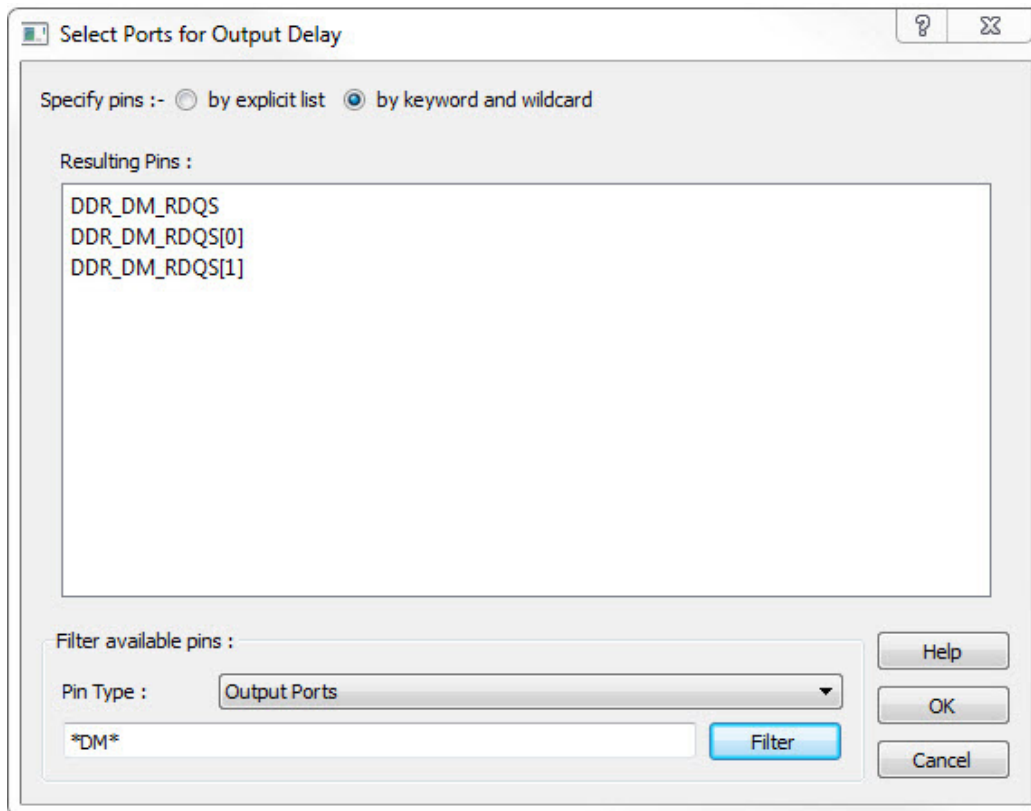 Select Ports for Output Delay
Specify pins :- by explicit list by keyword and wildcard
Resulting Pins :
DDR_DM_RDQS
DDR_DM_RDQS[0]
DDR_DM_RDQS[1]
Filter available pins :
Pin Type : Output Ports
*DM* Filter
Help
OK
Cancel